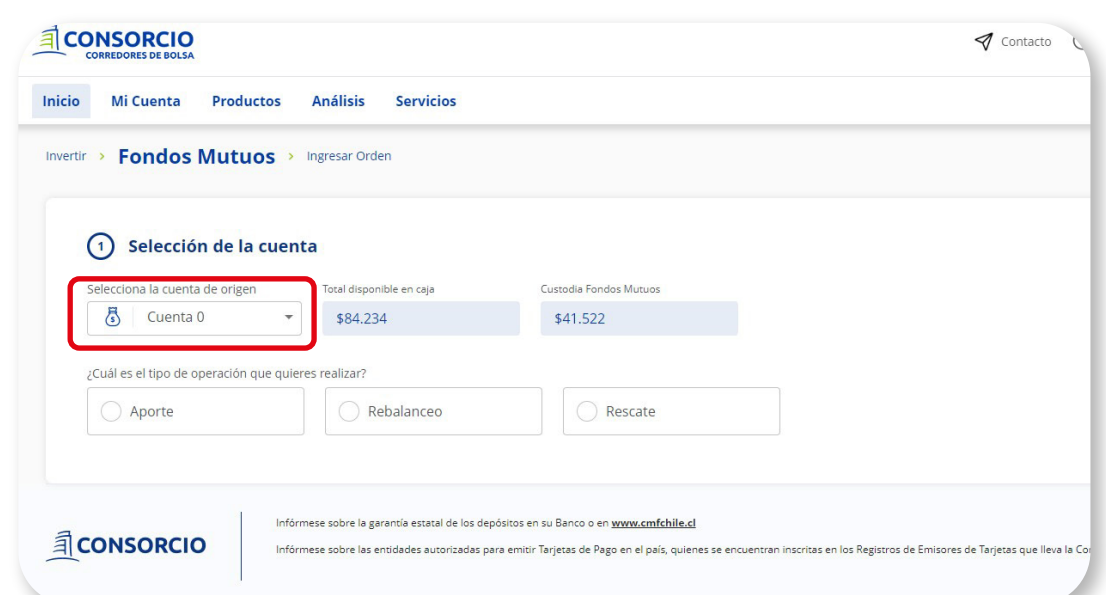 CONSORCIO
CORREDORES DE BOLSA
Contacto
Inicio Mi Cuenta Productos Análisis Servicios
Invertir > Fondos Mutuos > Ingresar Orden
1 Selección de la cuenta
Selecciona la cuenta de origen Total disponible en caja Custodia Fondos Mutuos
Cuenta 0 $84.234 $41.522
¿Cuál es el tipo de operación que quieres realizar?
Aporte Rebalanceo Rescate
CONSORCIO
Infórmese sobre la garantía estatal de los depósitos en su Banco o en www.cmfchile.cl
Infórmese sobre las entidades autorizadas para emitir Tarjetas de Pago en el país, quienes se encuentran inscritas en los Registros de Emisores de Tarjetas que lleva la